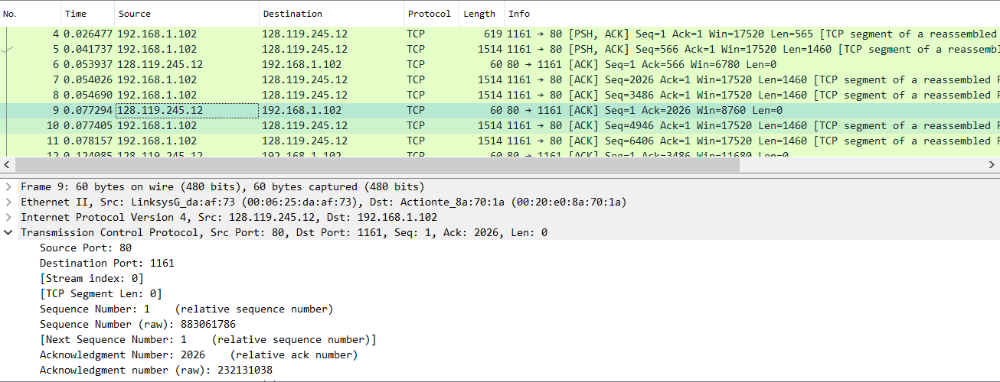 No. Time Source Destination Protocol Length Info
4 0.026477 192.168.1.102 128.119.245.12 TCP 619 1161 → 80 [PSH, ACK] Seq=1 Ack=1 Win=17520 Len=565 [TCP segment of a reassembled
5 0.041737 192.168.1.102 128.119.245.12 TCP 1514 1161 → 80 [PSH, ACK] Seq=566 Ack=1 Win=17520 Len=1460 [TCP segment of a reassembl
6 0.053937 128.119.245.12 192.168.1.102 TCP 60 80 → 1161 [ACK] Seq=1 Ack=566 Win=6780 Len=0
7 0.054026 192.168.1.102 128.119.245.12 TCP 1514 1161 → 80 [ACK] Seq=2026 Ack=1 Win=17520 Len=1460 [TCP segment of a reassembled P
8 0.054690 192.168.1.102 128.119.245.12 TCP 1514 1161 → 80 [ACK] Seq=3486 Ack=1 Win=17520 Len=1460 [TCP segment of a reassembled P
9 0.077294 128.119.245.12 192.168.1.102 TCP 60 80 → 1161 [ACK] Seq=1 Ack=2026 Win=8760 Len=0
10 0.077405 192.168.1.102 128.119.245.12 TCP 1514 1161 → 80 [ACK] Seq=4946 Ack=1 Win=17520 Len=1460 [TCP segment of a reassembled P
11 0.078157 192.168.1.102 128.119.245.12 TCP 1514 1161 → 80 [ACK] Seq=6406 Ack=1 Win=17520 Len=1460 [TCP segment of a reassembled P
12 0.124085 128.119.245.12 192.168.1.102 TCP 60 80 → 1161 [ACK] Seq=1 Ack=3486 Win=11680 Len=0
Frame 9: 60 bytes on wire (480 bits), 60 bytes captured (480 bits)
Ethernet II, Src: LinksysG_da:af:73 (00:06:25:da:af:73), Dst: Actionte_8a:70:1a (00:20:e0:8a:70:1a)
Internet Protocol Version 4, Src: 128.119.245.12, Dst: 192.168.1.102
Transmission Control Protocol, Src Port: 80, Dst Port: 1161, Seq: 1, Ack: 2026, Len: 0
Source Port: 80
Destination Port: 1161
[Stream index: 0]
[TCP Segment Len: 0]
Sequence Number: 1 (relative sequence number)
Sequence Number (raw): 883061786
[Next Sequence Number: 1 (relative sequence number)]
Acknowledgment Number: 2026 (relative ack number)
Acknowledgment number (raw): 232131038